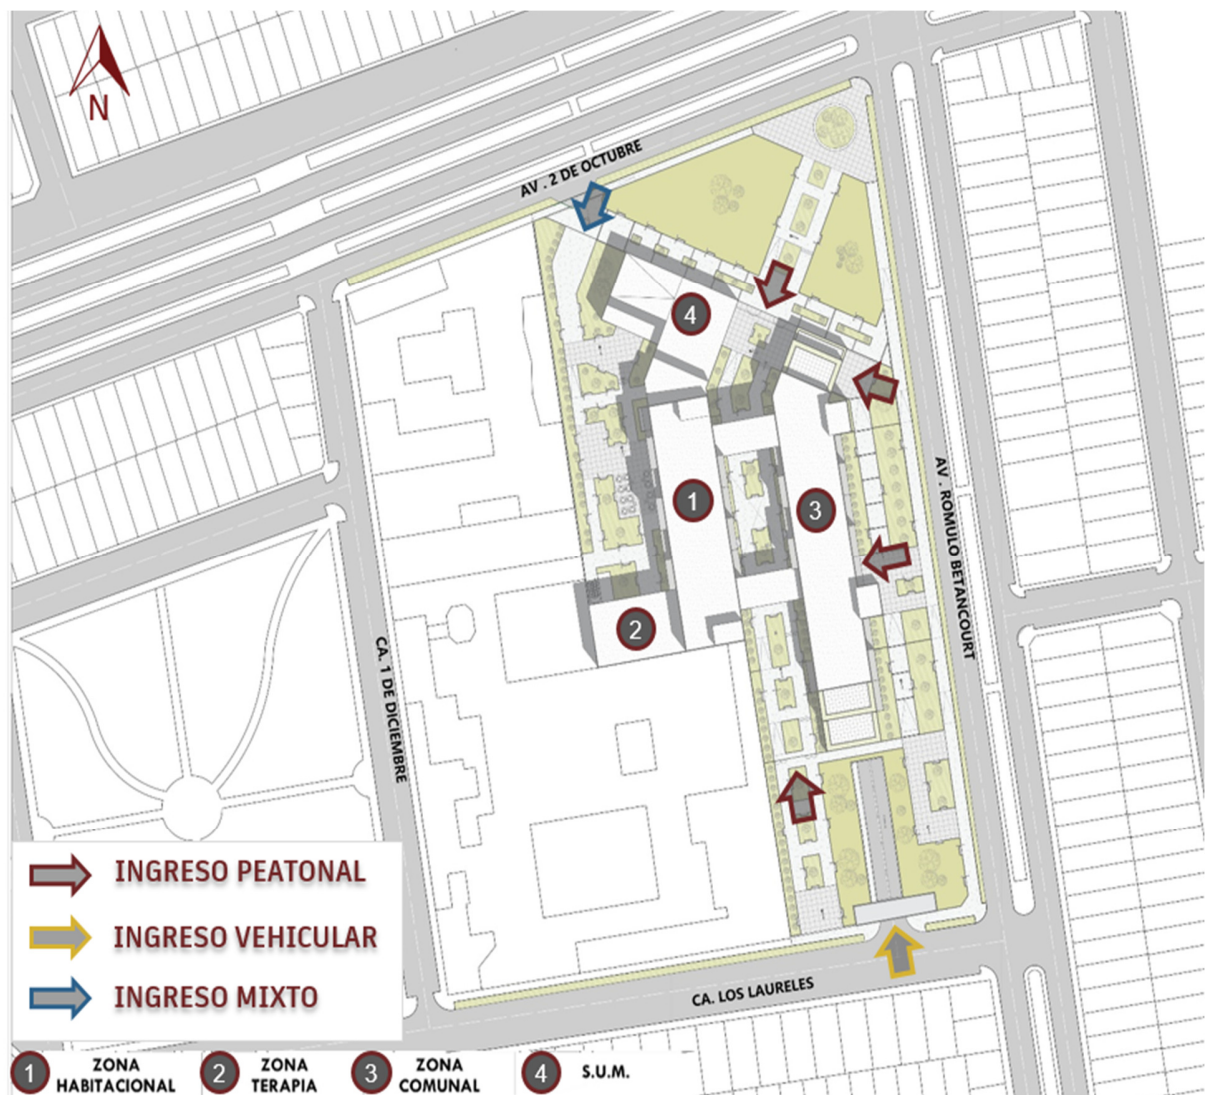 N
AV . 2 DE OCTUBRE
4
1
3
2
AV . ROMULO BETANCOURT
CA. 1 DE DICIEMBRE
INGRESO PEATONAL
INGRESO VEHICULAR
INGRESO MIXTO
CA. LOS LAURELES
1 ZONA HABITACIONAL
2 ZONA TERAPIA
3 ZONA COMUNAL
4 S.U.M.